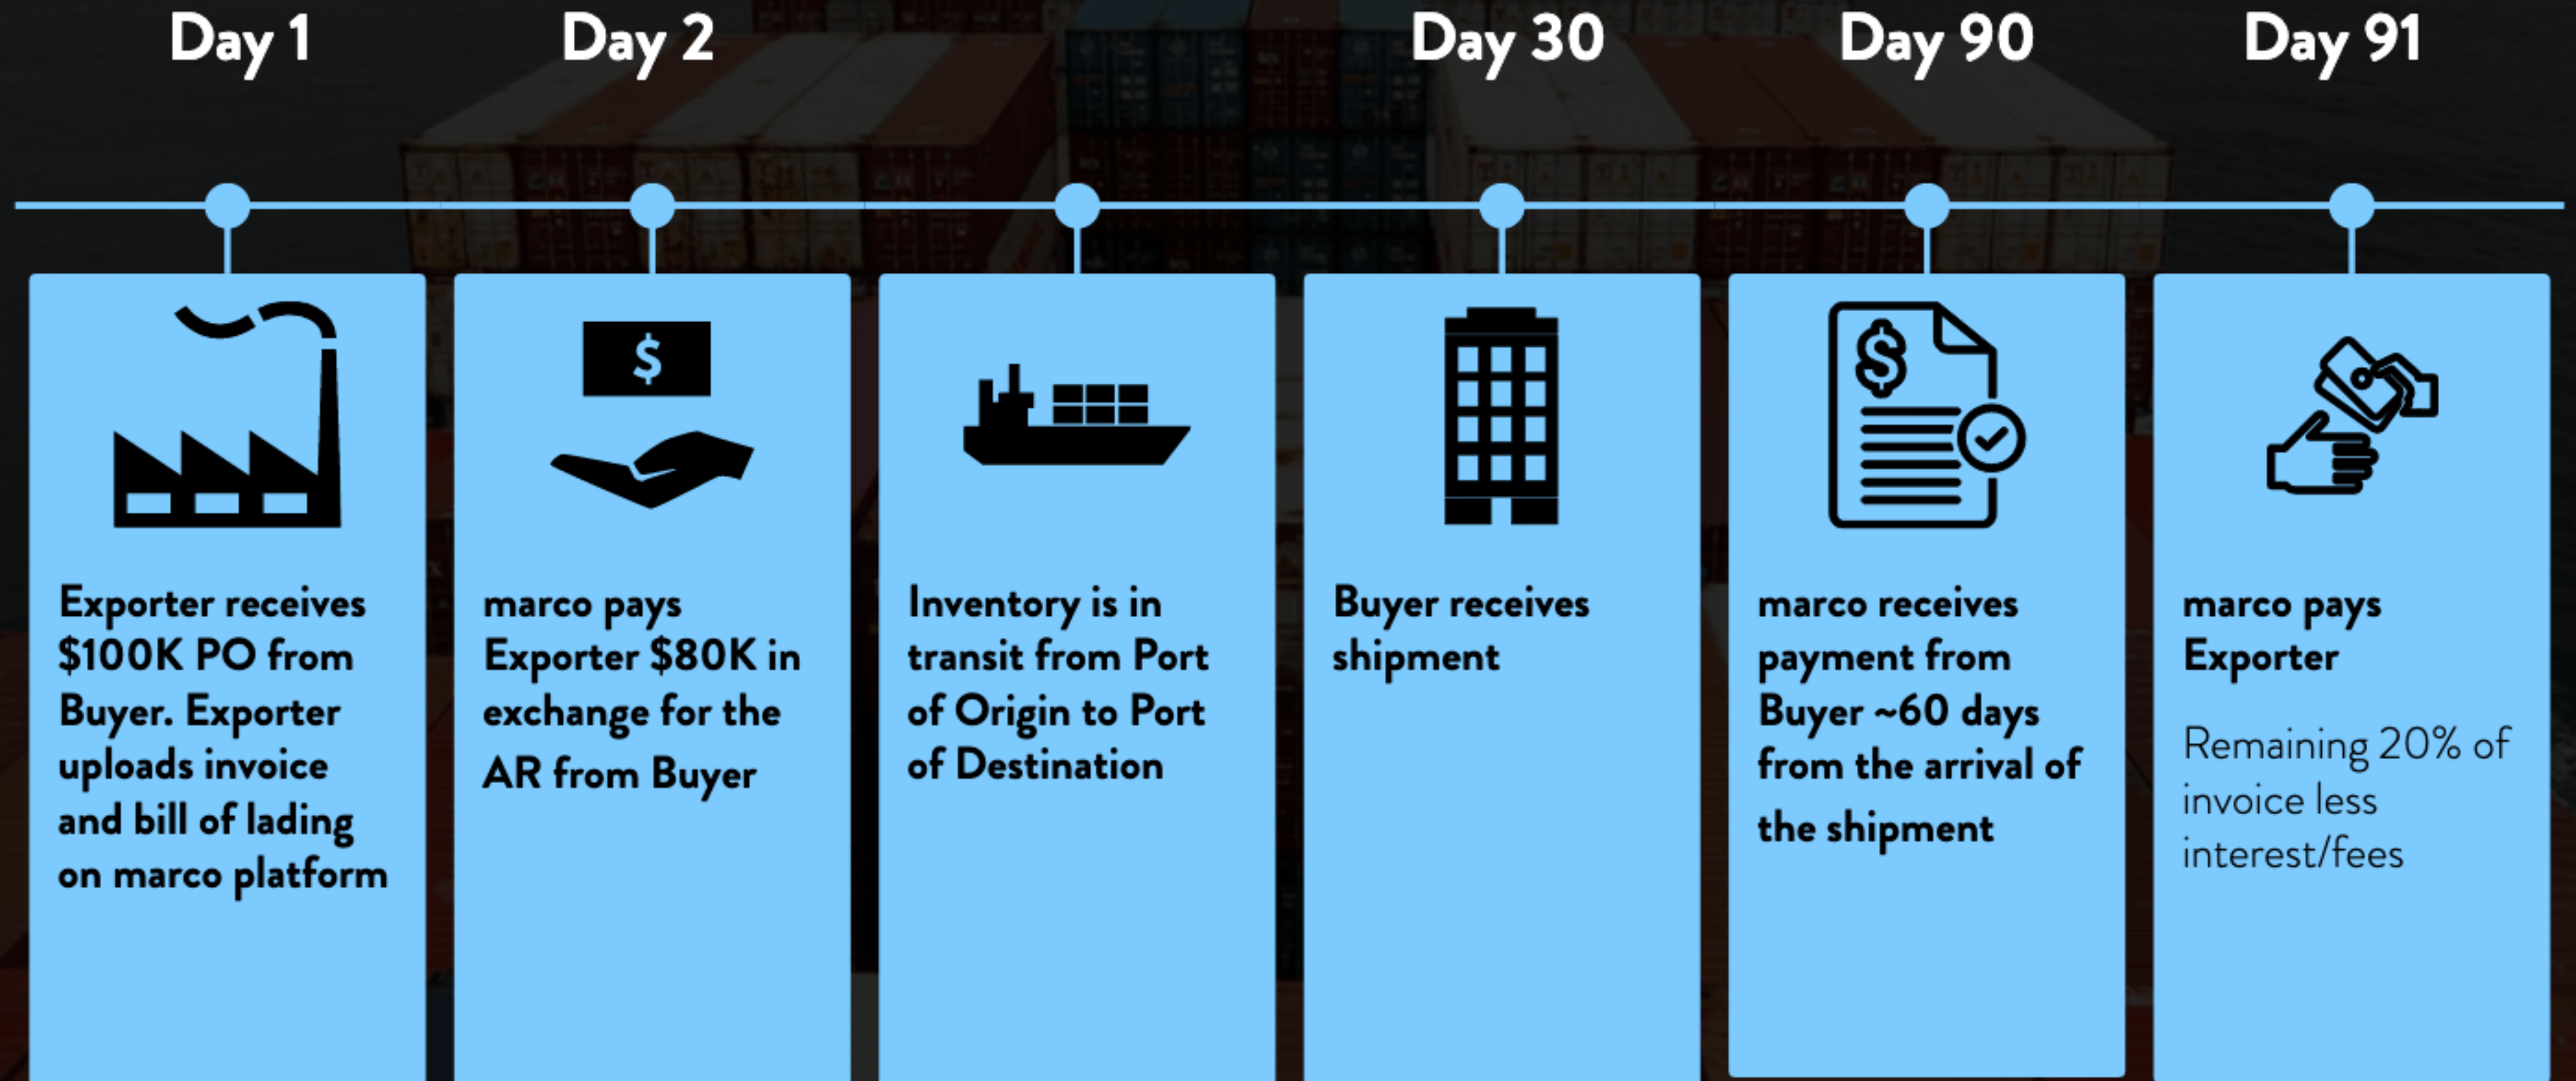 Day 1
Day 2
Day 30
Day 90
Day 91
$
$
Exporter receives
$100K PO from
Buyer. Exporter
uploads invoice
and bill of lading
on marco platform
marco pays
Exporter $80K in
exchange for the
AR from Buyer
Inventory is in
transit from Port
of Origin to Port
of Destination
Buyer receives
shipment
marco receives
payment from
Buyer ~60 days
from the arrival of
the shipment
marco pays
Exporter
Remaining 20% of
invoice less
interest/fees